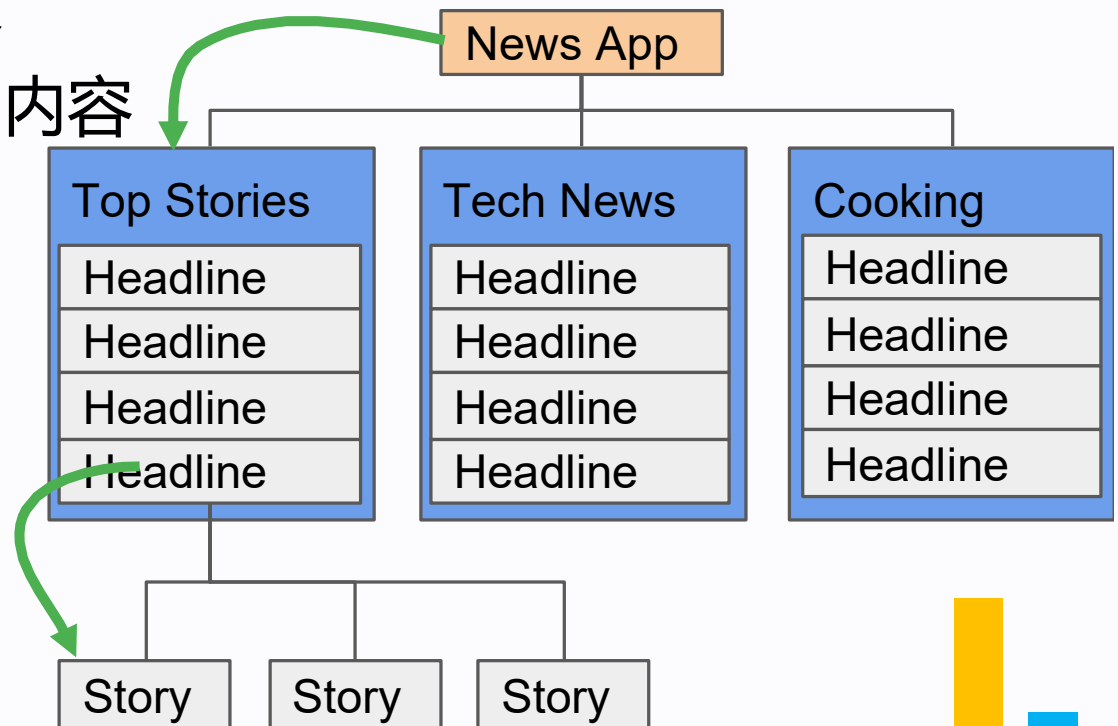 内容
News App
Top Stories
Headline
Headline
Headline
Headline
Tech News
Headline
Headline
Headline
Headline
Cooking
Headline
Headline
Headline
Headline
Story
Story
Story